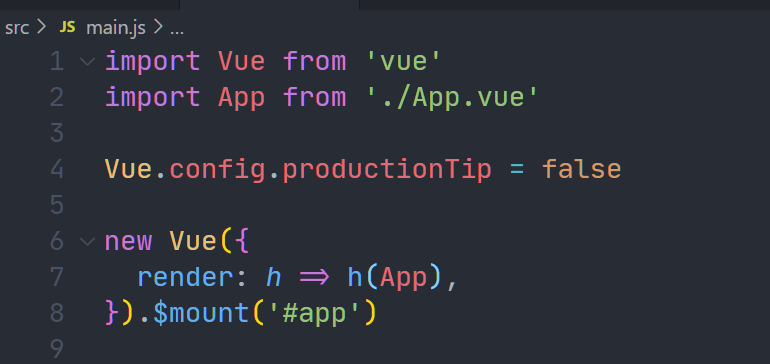 src > JS main.js > ...
1 import Vue from 'vue'
2 import App from './App.vue'
3
4 Vue.config.productionTip = false
5
6 new Vue({
7   render: h => h(App),
8 }).$mount('#app')
9